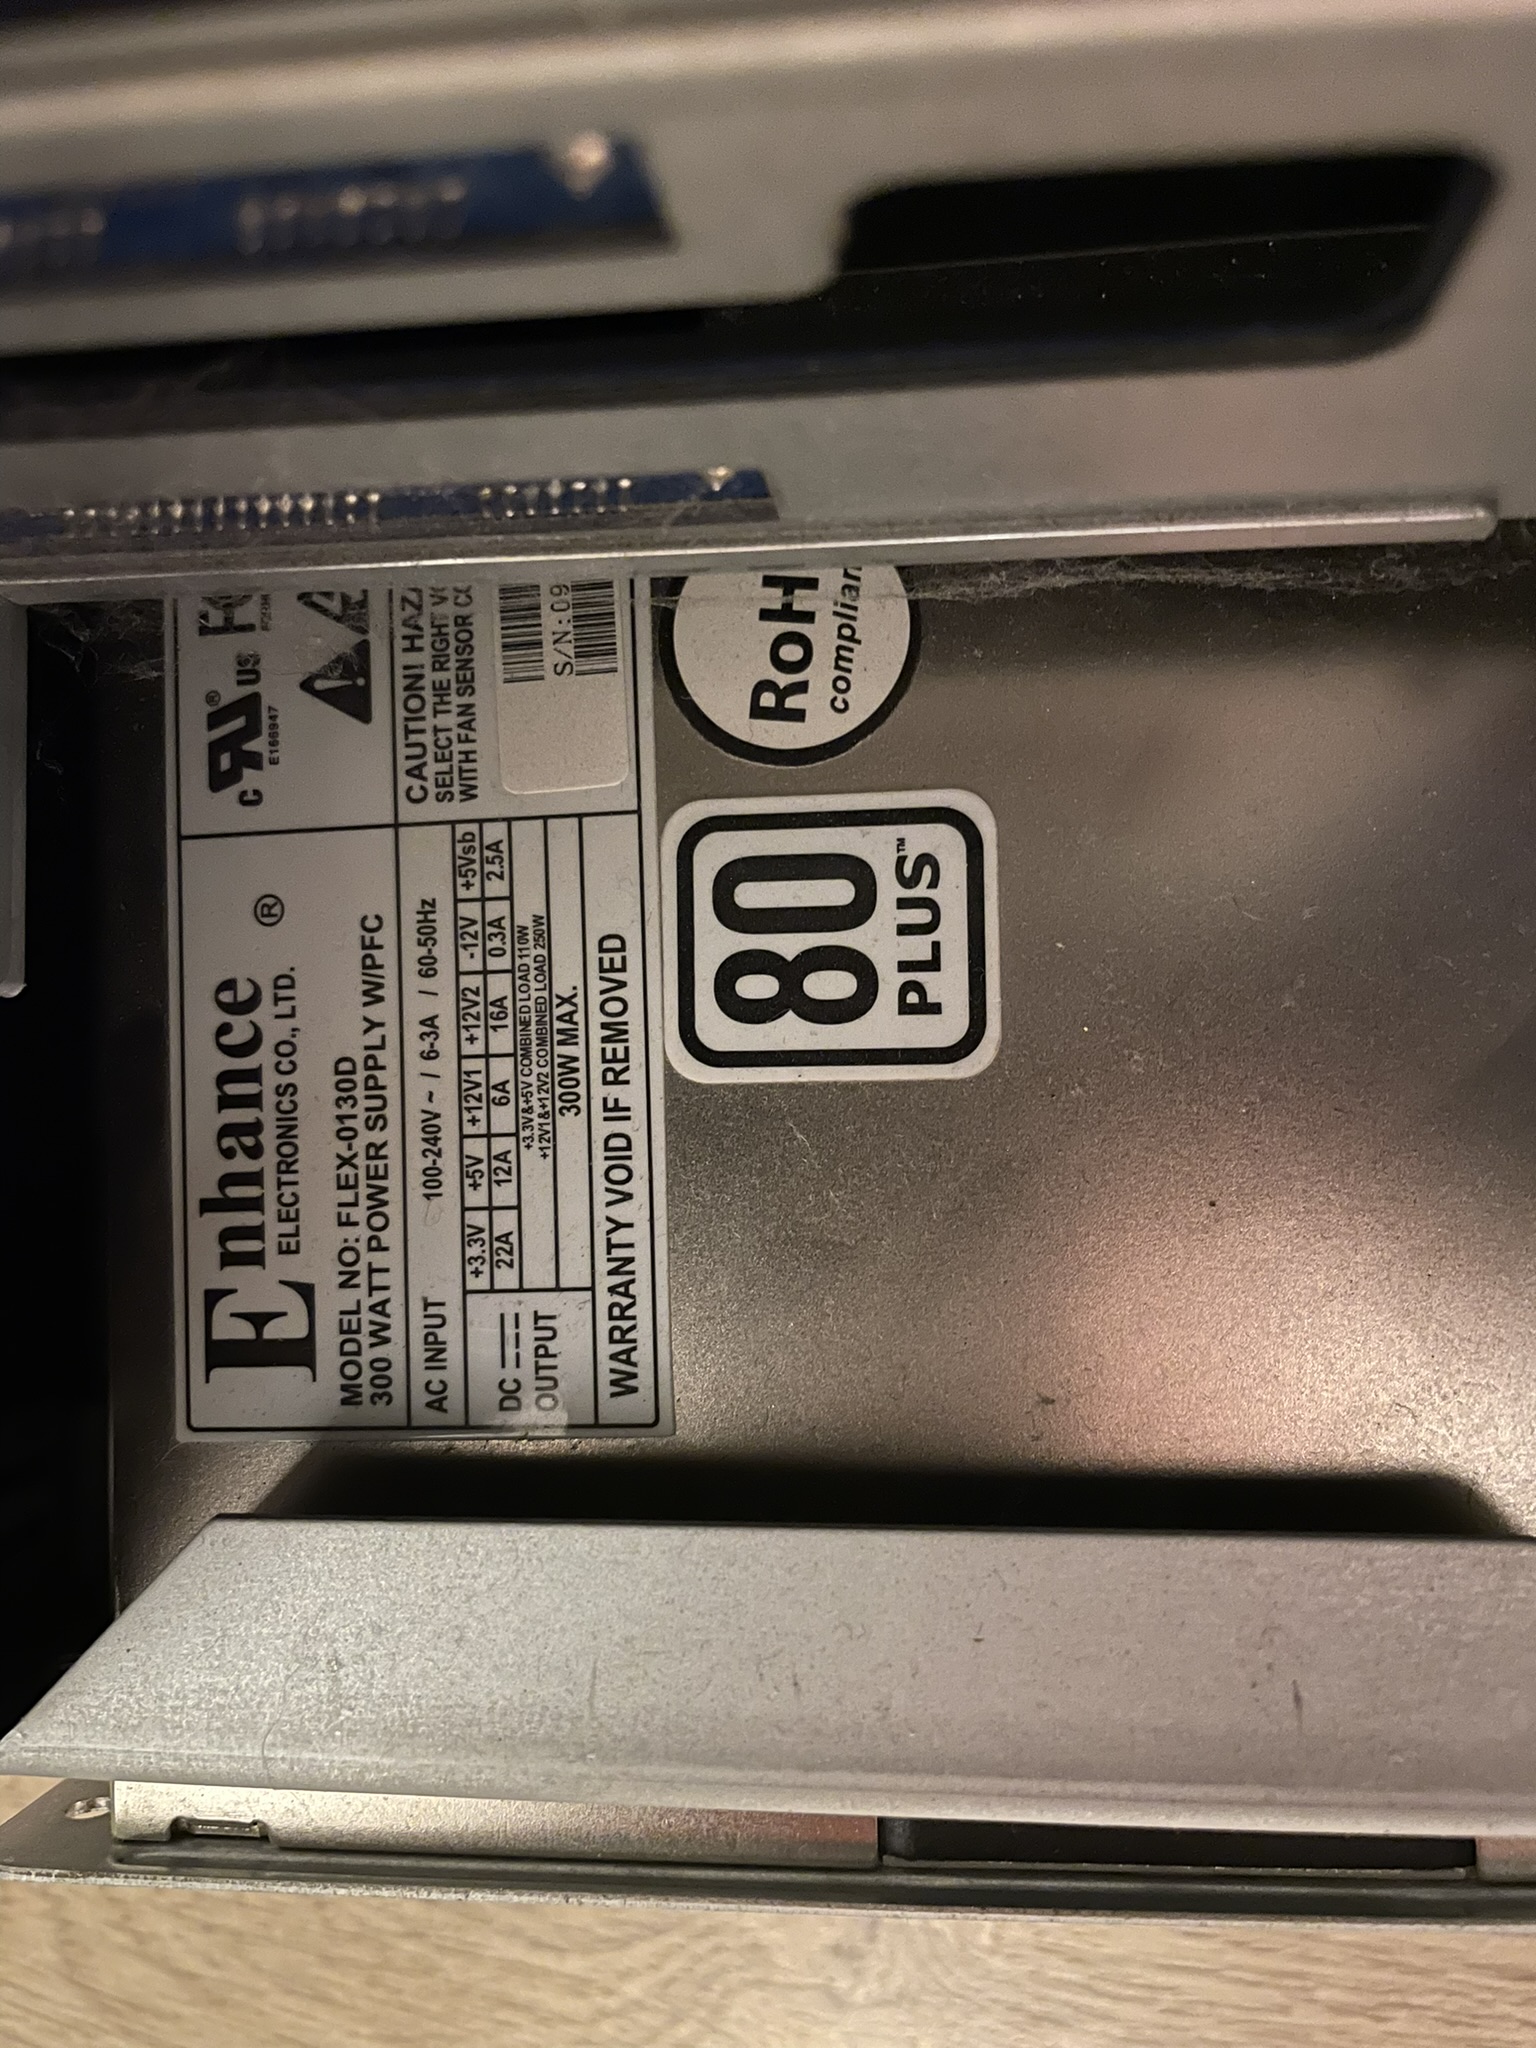 Enhance ®
ELECTRONICS CO., LTD.
MODEL NO: FLEX-0130D
300 WATT POWER SUPPLY W/PFC
AC INPUT 100-240V ~ / 6-3A / 60-50Hz
DC OUTPUT
+3.3V +5V +12V1 +12V2 -12V +5Vsb
22A 12A 6A 16A 0.3A 2.5A
+3.3V&+5V COMBINED LOAD 110W
+12V1&+12V2 COMBINED LOAD 250W
300W MAX.
WARRANTY VOID IF REMOVED
c RU® US
E166947
CAUTION! HAZ
SELECT THE RIGHT
WITH FAN SENSOR
S/N:09
80
PLUS™
RoH
complian